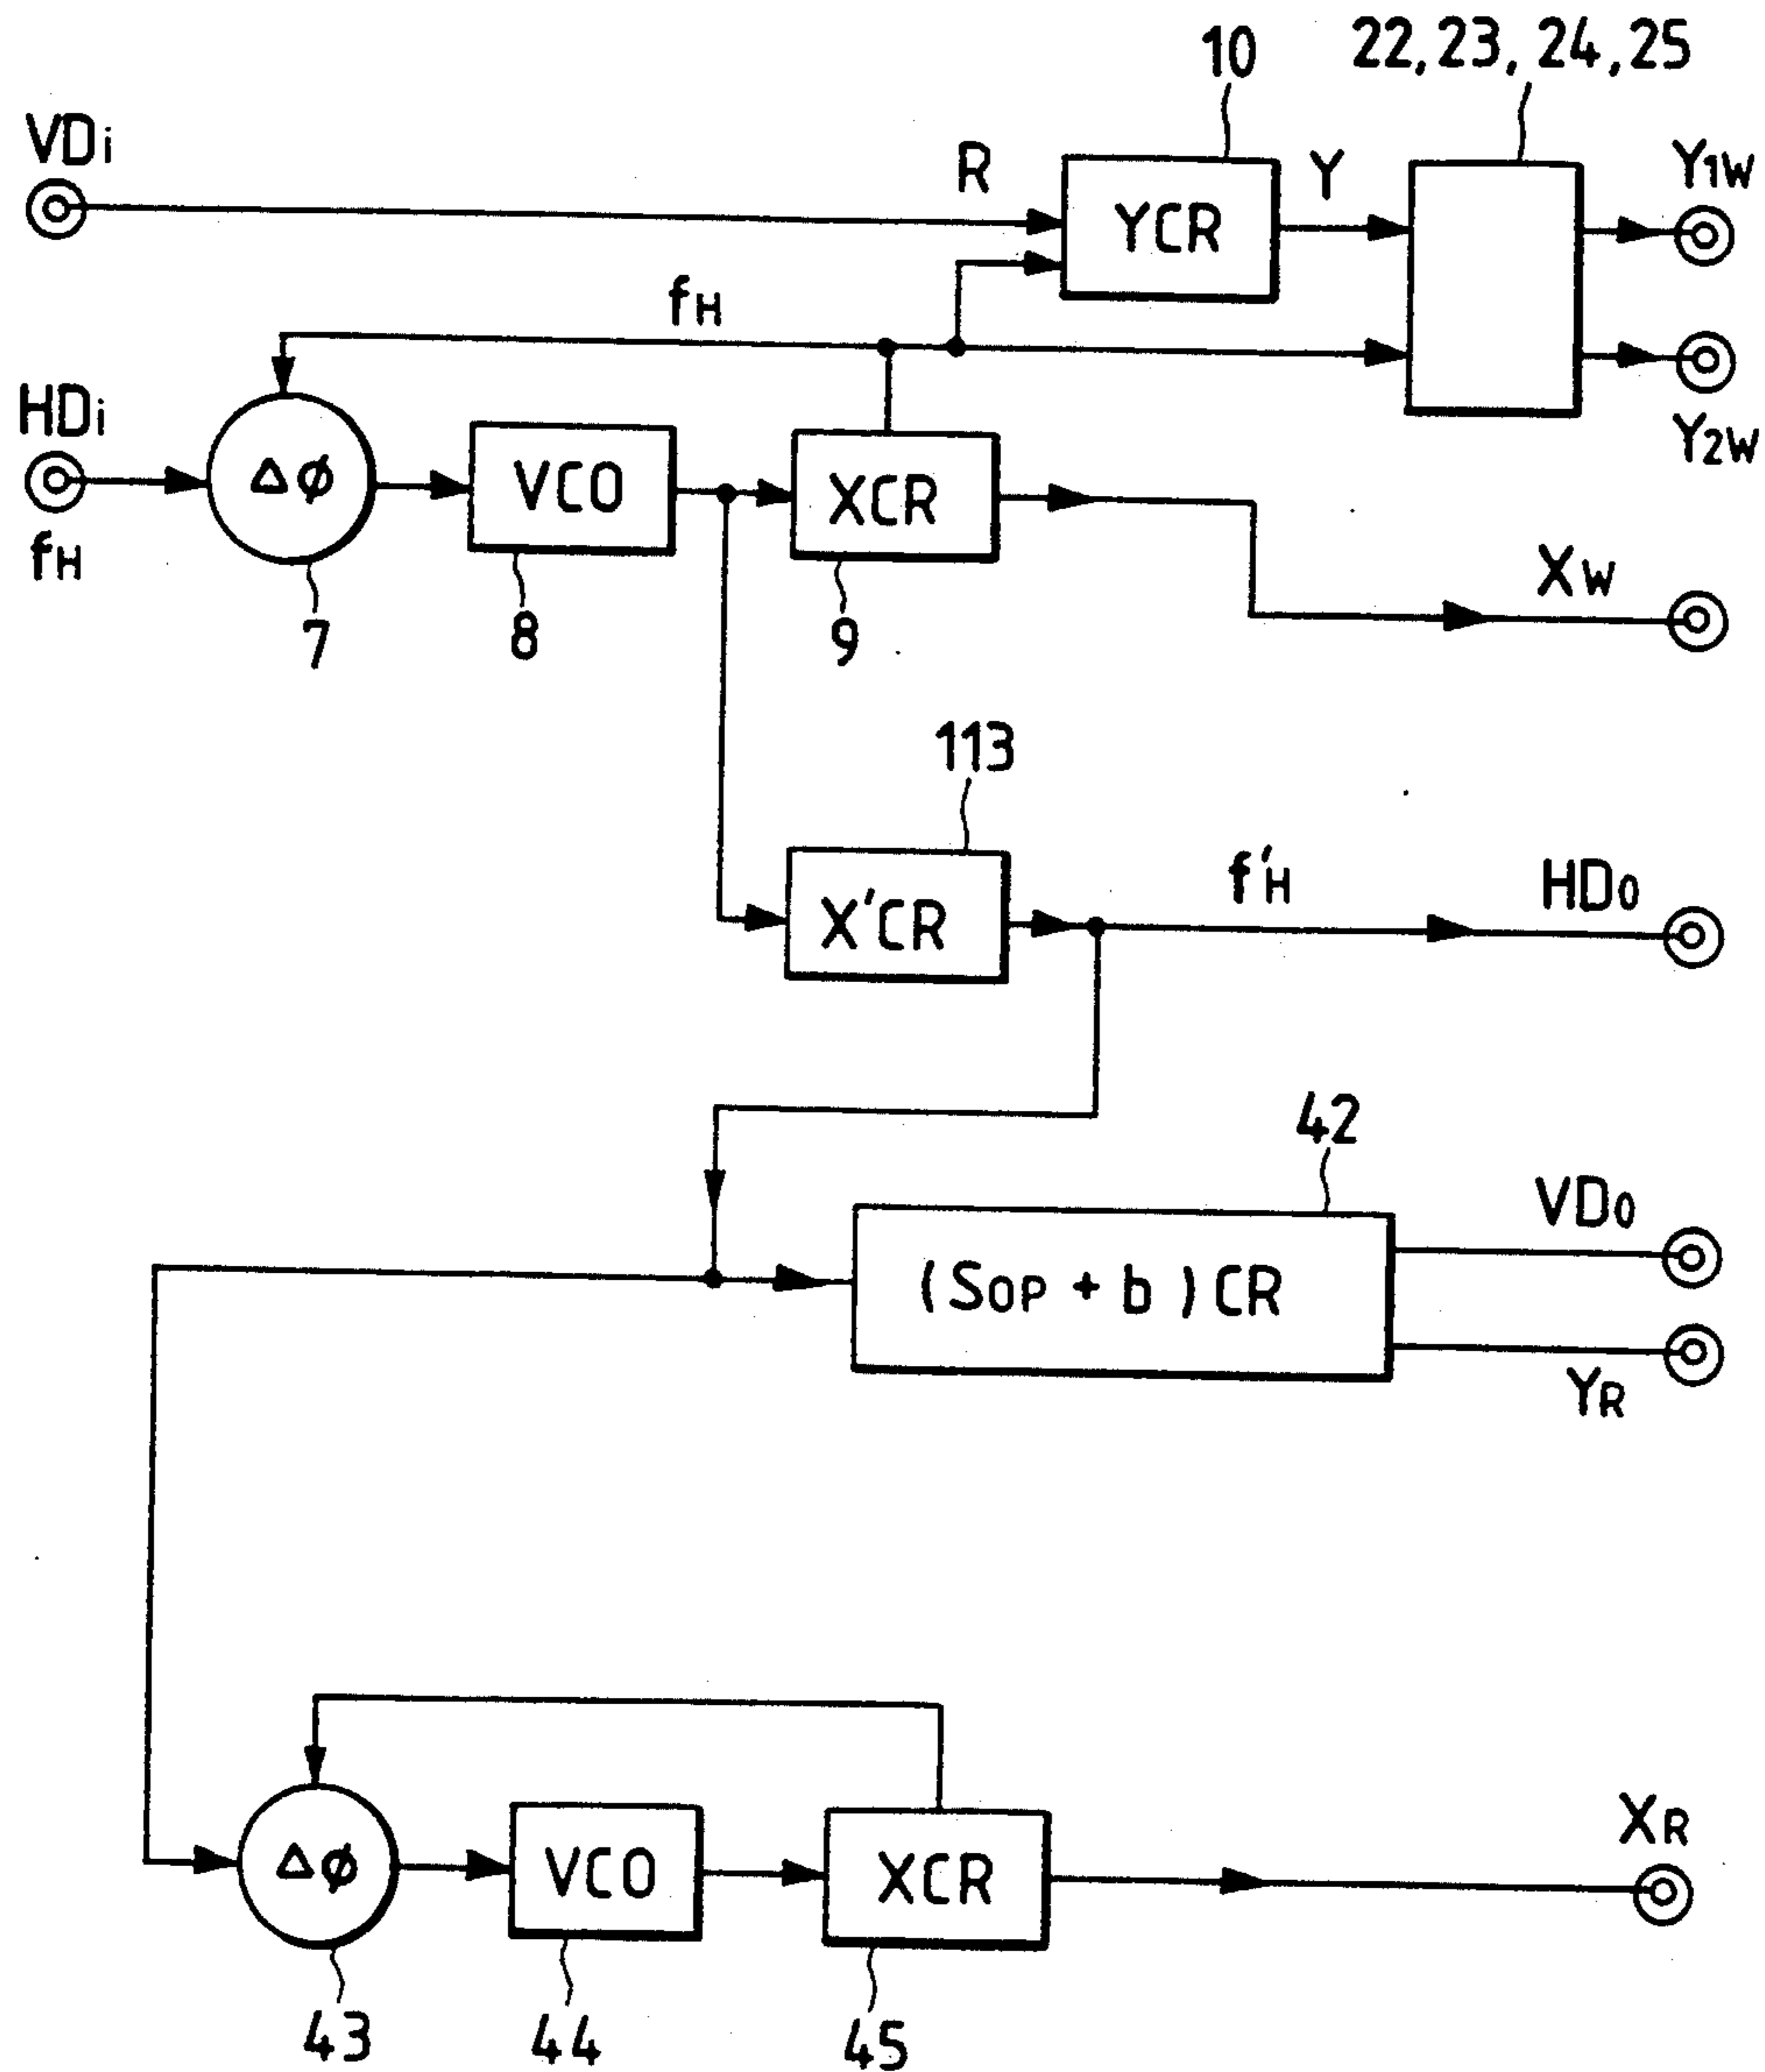 10
22, 23, 24, 25
VDi
R
YCR
Y
Y1W
fH
HDi
Δφ
VCO
XCR
Y2W
fH
XW
7
8
9
113
X'CR
f'H
HD0
42
(SOP + b)CR
VD0
YR
Δφ
VCO
XCR
XR
43
44
45